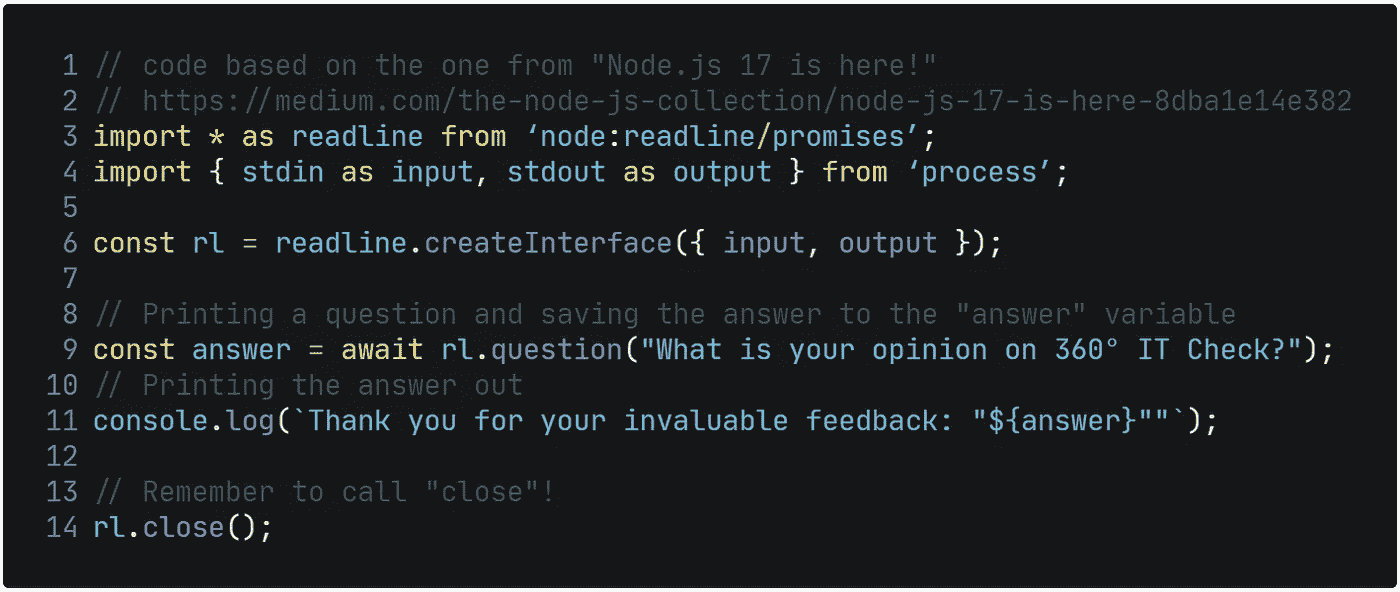 1 // code based on the one from "Node.js 17 is here!"
2 // https://medium.com/the-node-js-collection/node-js-17-is-here-8dba1e14e382
3 import * as readline from ‘node:readline/promises’;
4 import { stdin as input, stdout as output } from ‘process’;
5
6 const rl = readline.createInterface({ input, output });
7
8 // Printing a question and saving the answer to the "answer" variable
9 const answer = await rl.question("What is your opinion on 360° IT Check?");
10 // Printing the answer out
11 console.log(`Thank you for your invaluable feedback: "${answer}""`);
12
13 // Remember to call "close"!
14 rl.close();